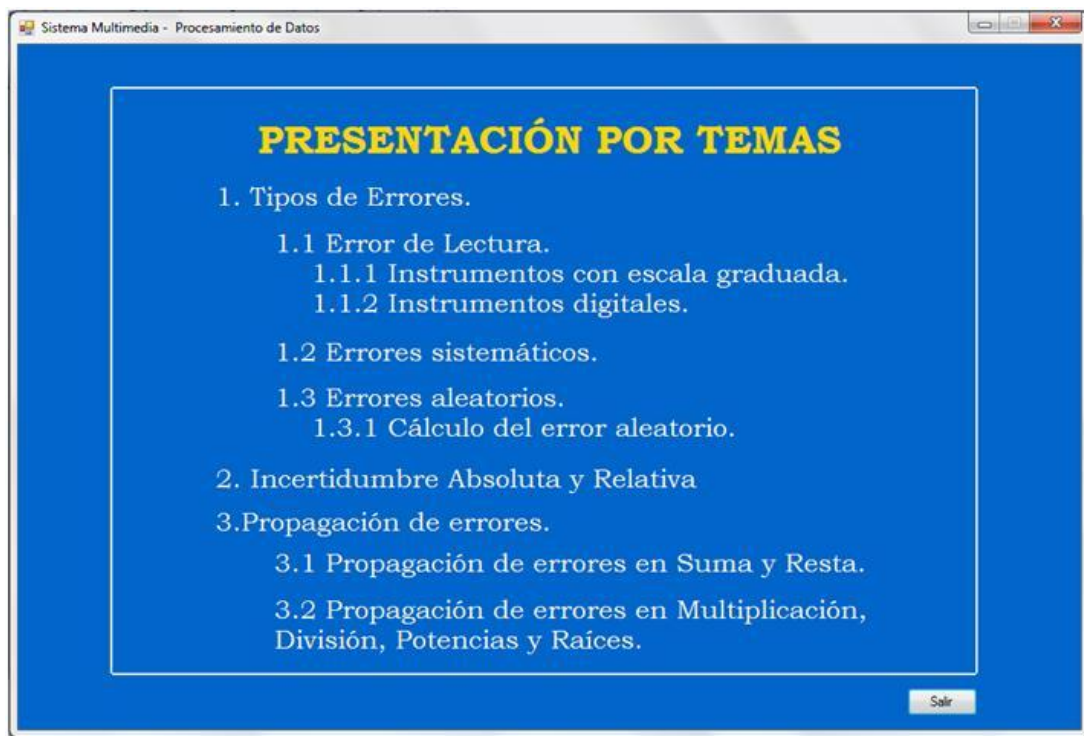 Sistema Multimedia - Procesamiento de Datos
PRESENTACIÓN POR TEMAS
1. Tipos de Errores.
1.1 Error de Lectura.
1.1.1 Instrumentos con escala graduada.
1.1.2 Instrumentos digitales.
1.2 Errores sistemáticos.
1.3 Errores aleatorios.
1.3.1 Cálculo del error aleatorio.
2. Incertidumbre Absoluta y Relativa
3.Propagación de errores.
3.1 Propagación de errores en Suma y Resta.
3.2 Propagación de errores en Multiplicación,
División, Potencias y Raíces.
Salir